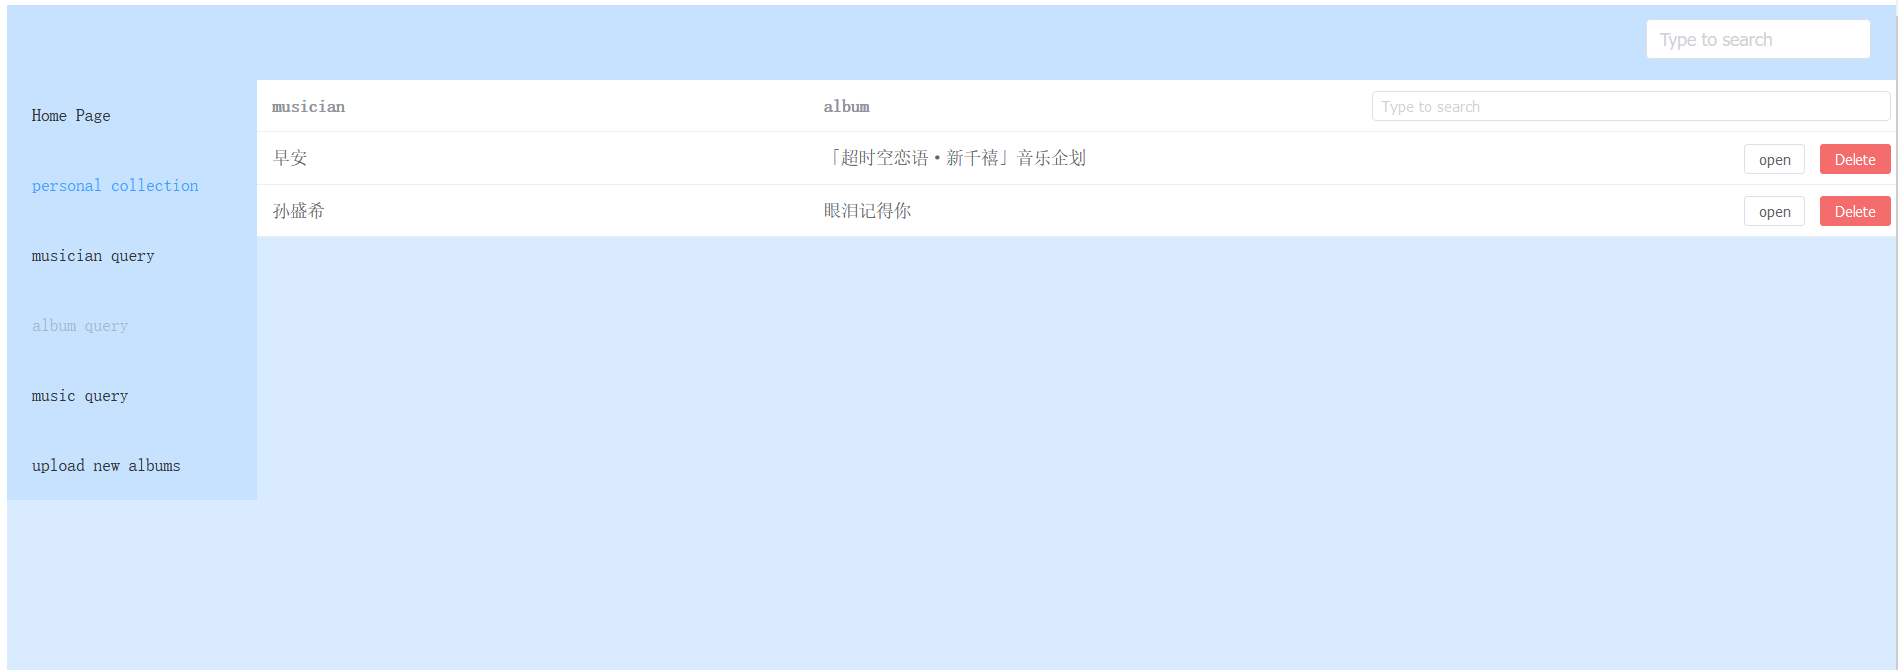 Type to search
Home Page
personal collection
musician query
album query
music query
upload new albums
musician album Type to search
早安 「超时空恋语·新千禧」音乐企划 open Delete
孙盛希 眼泪记得你 open Delete